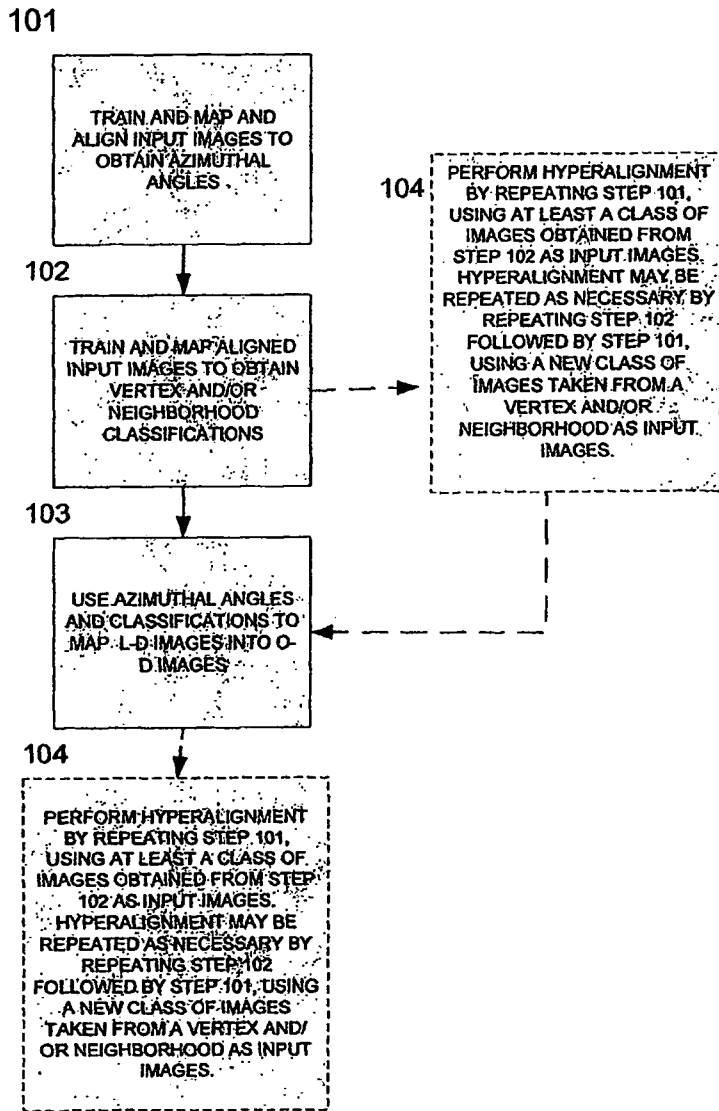 101
TRAIN AND MAP AND
ALIGN INPUT IMAGES TO
OBTAIN AZIMUTHAL
ANGLES
102
TRAIN AND MAP ALIGNED
INPUT IMAGES TO OBTAIN
VERTEX AND/OR
NEIGHBORHOOD
CLASSIFICATIONS
104
PERFORM HYPERALIGNMENT
BY REPEATING STEP 101,
USING AT LEAST A CLASS OF
IMAGES OBTAINED FROM
STEP 102 AS INPUT IMAGES.
HYPERALIGNMENT MAY BE
REPEATED AS NECESSARY BY
REPEATING STEP 102
FOLLOWED BY STEP 101,
USING A NEW CLASS OF
IMAGES TAKEN FROM A
VERTEX AND/OR
NEIGHBORHOOD AS INPUT
IMAGES.
103
USE AZIMUTHAL ANGLES
AND CLASSIFICATIONS TO
MAP L-D IMAGES INTO O-
D IMAGES
104
PERFORM HYPERALIGNMENT
BY REPEATING STEP 101,
USING AT LEAST A CLASS OF
IMAGES OBTAINED FROM STEP
102 AS INPUT IMAGES.
HYPERALIGNMENT MAY BE
REPEATED AS NECESSARY BY
REPEATING STEP 102
FOLLOWED BY STEP 101, USING
A NEW CLASS OF IMAGES
TAKEN FROM A VERTEX AND/
OR NEIGHBORHOOD AS INPUT
IMAGES.